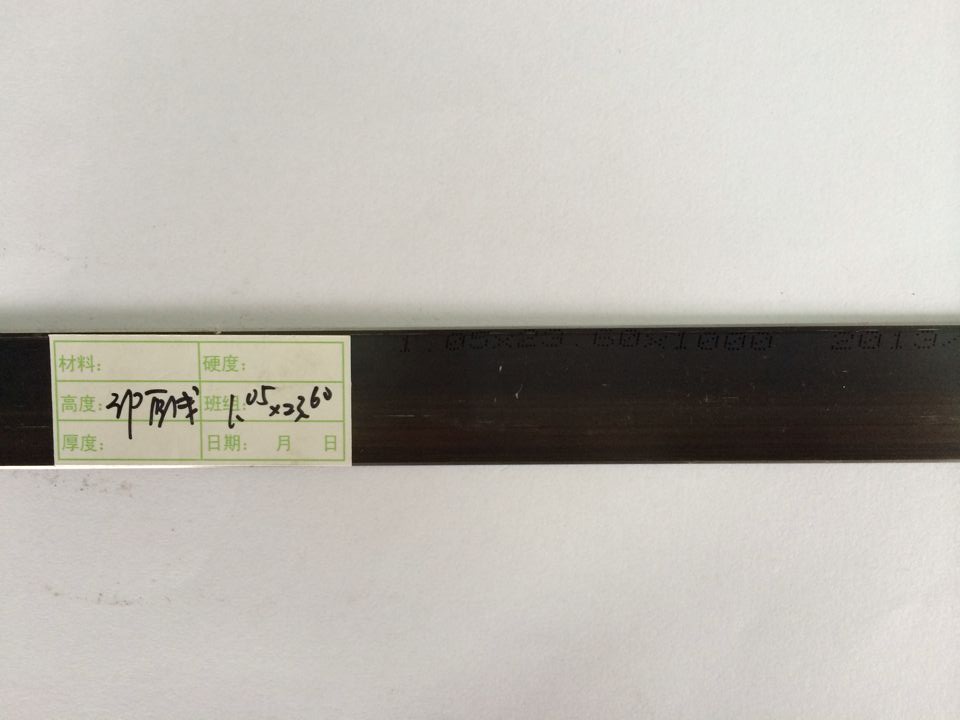 1.05x23.60x1000 2013
材料: 硬度:
高度: 班组: 1.05×23.60
厚度: 日期: 月 日